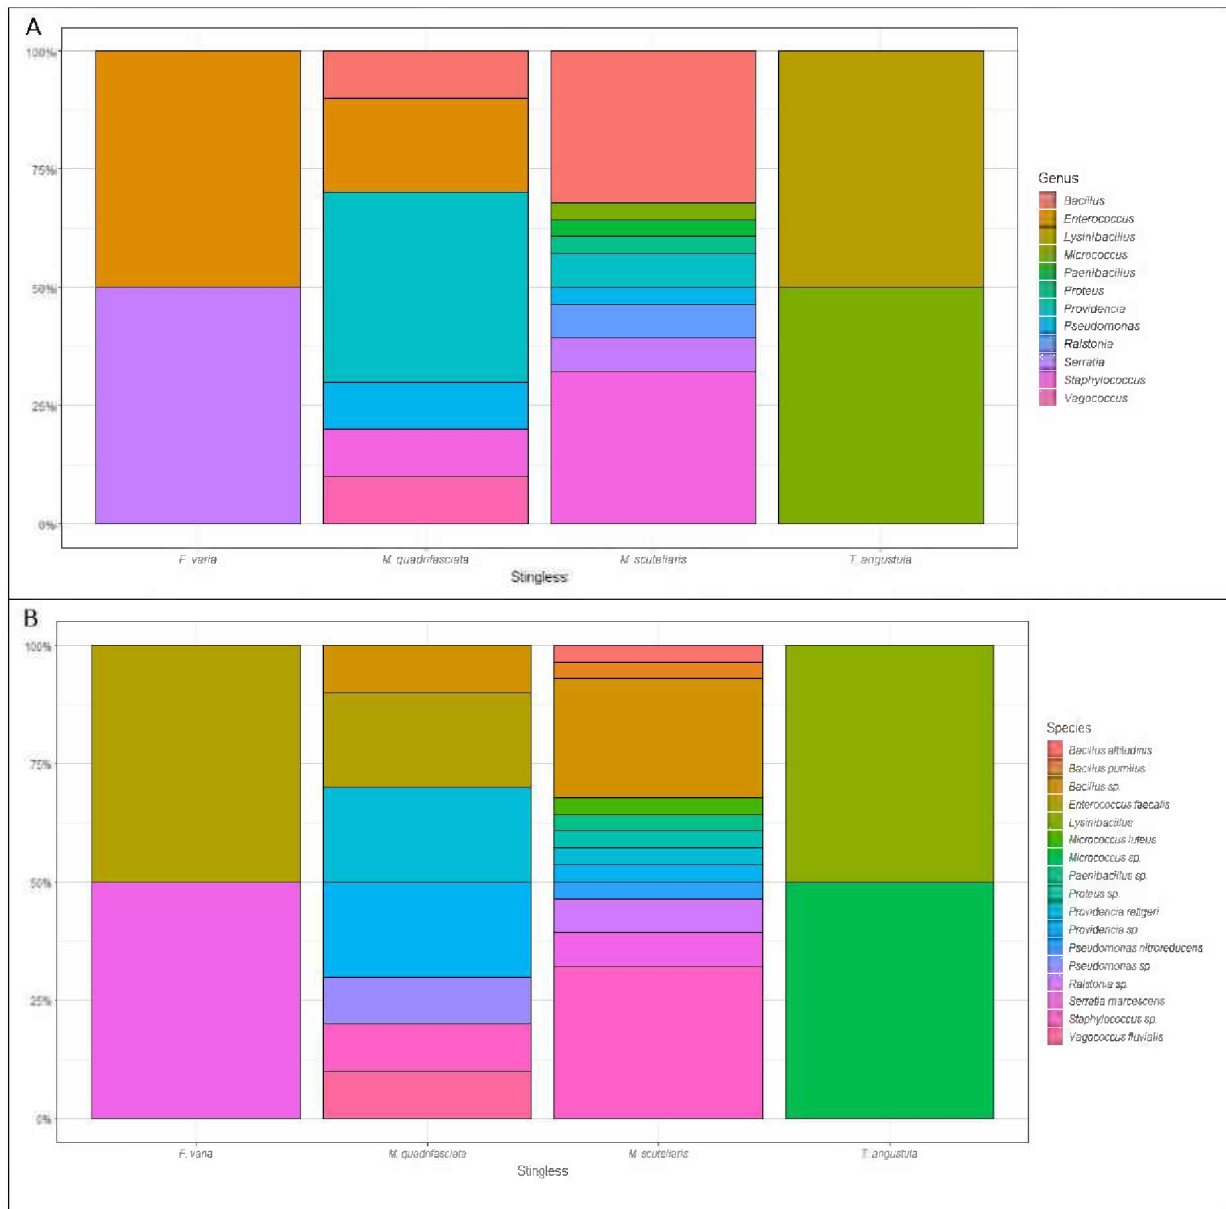 A
100%
75%
50%
25%
0%
F. varia
M. quadrifasciata
M. scutellaris
T. angustula
Stingless
Genus
Bacillus
Enterococcus
Lysinibacillus
Micrococcus
Paenibacillus
Proteus
Providencia
Pseudomonas
Ralstonia
Serratia
Staphylococcus
Vagococcus
B
100%
75%
50%
25%
0%
F. varia
M. quadrifasciata
M. scutellaris
T. angustula
Stingless
Species
Bacillus altitudinis
Bacillus pumilus
Bacillus sp.
Enterococcus faecalis
Lysinibacillus
Micrococcus luteus
Micrococcus sp.
Paenibacillus sp.
Proteus sp.
Providencia rettgeri
Providencia sp
Pseudomonas nitroreducens
Pseudomonas sp
Ralstonia sp.
Serratia marcescens
Staphylococcus sp.
Vagococcus fluvialis